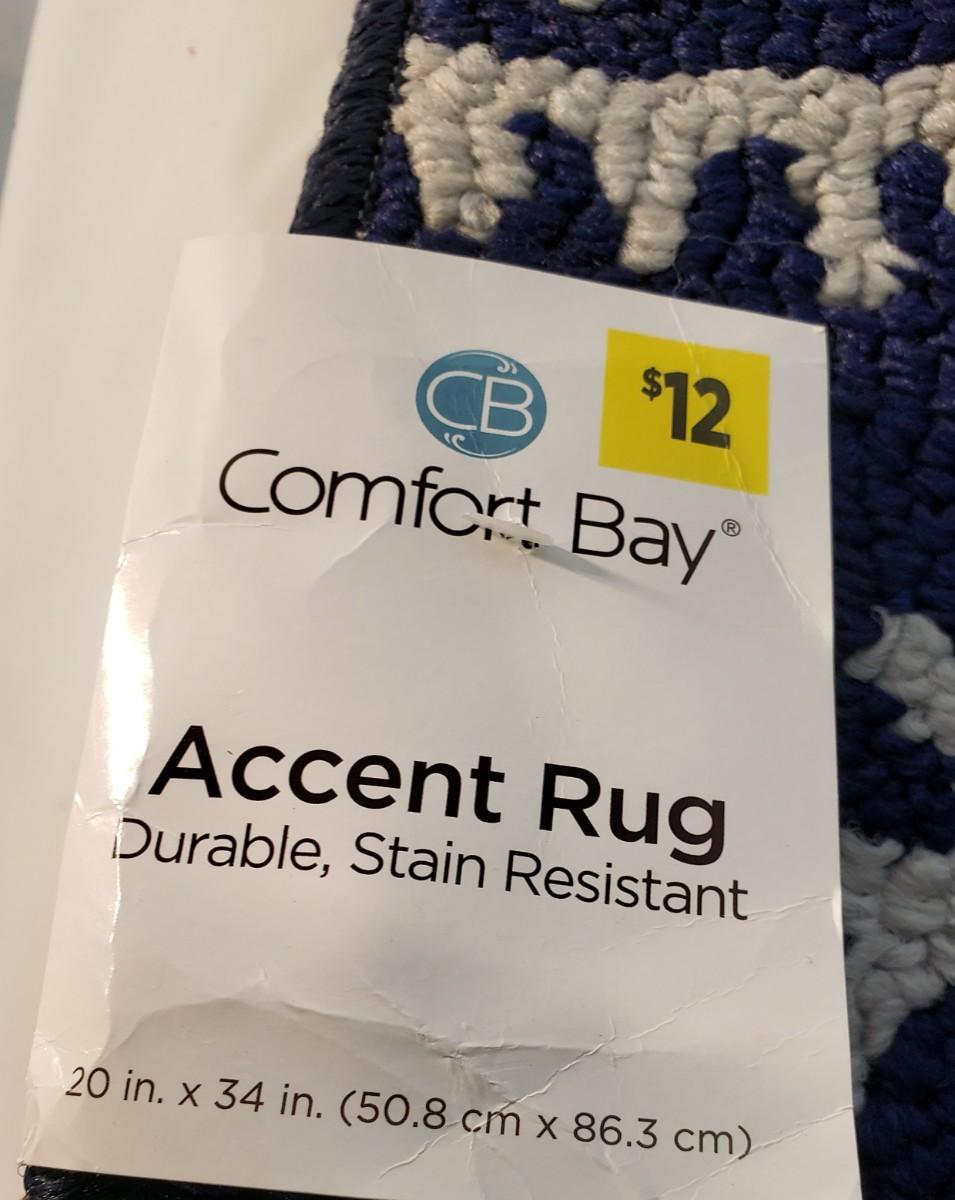 CB
$12
Comfort Bay®
Accent Rug
Durable, Stain Resistant
20 in. x 34 in. (50.8 cm x 86.3 cm)